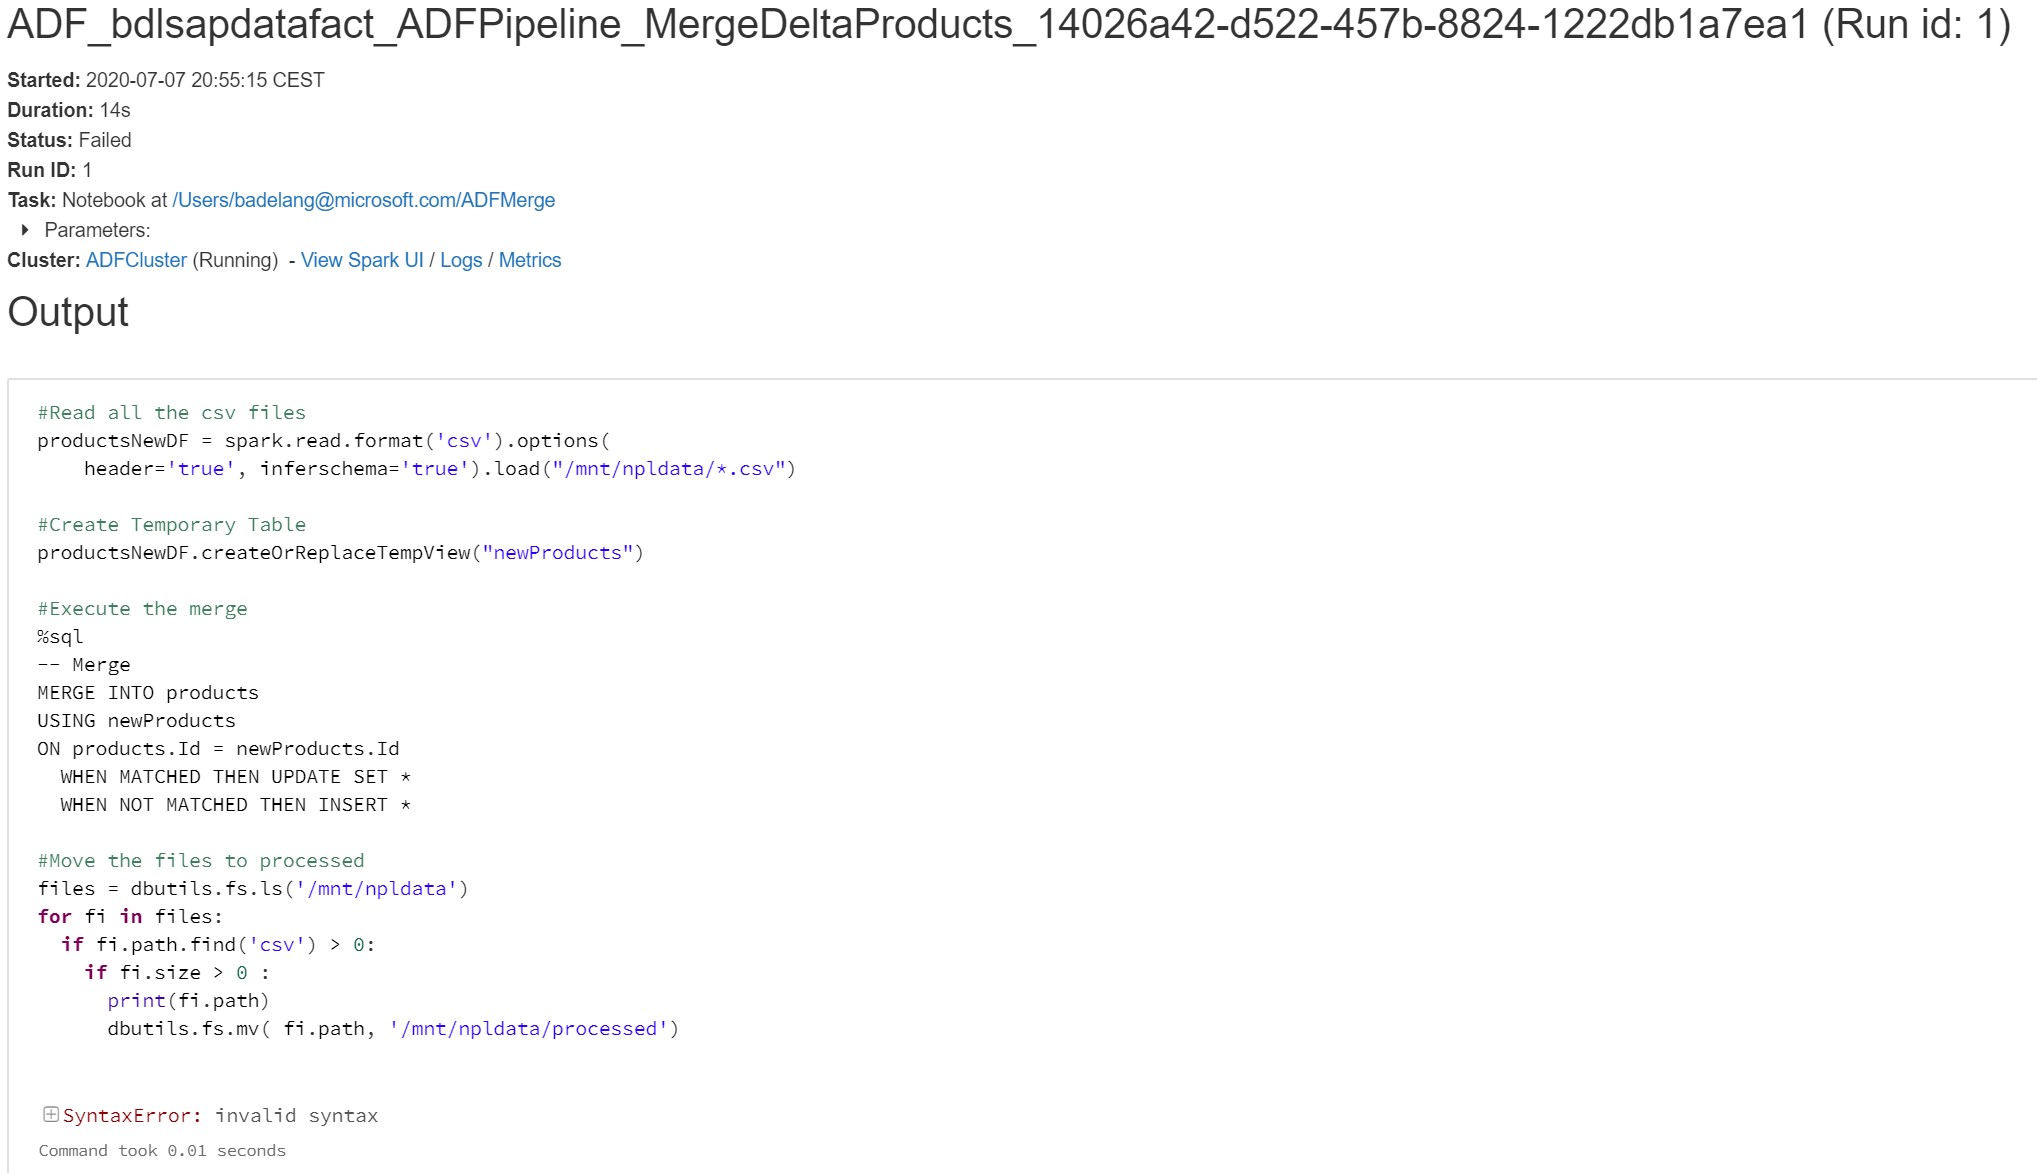 ADF_bdlsapdatafact_ADFPipeline_MergeDeltaProducts_14026a42-d522-457b-8824-1222db1a7ea1 (Run id: 1)
Started: 2020-07-07 20:55:15 CEST
Duration: 14s
Status: Failed
Run ID: 1
Task: Notebook at /Users/badelang@microsoft.com/ADFMerge
Parameters:
Cluster: ADFCluster (Running) - View Spark UI / Logs / Metrics
Output
#Read all the csv files
productsNewDF = spark.read.format('csv').options(
    header='true', inferschema='true').load("/mnt/npldata/*.csv")
#Create Temporary Table
productsNewDF.createOrReplaceTempView("newProducts")
#Execute the merge
%sql
-- Merge
MERGE INTO products
USING newProducts
ON products.Id = newProducts.Id
  WHEN MATCHED THEN UPDATE SET *
  WHEN NOT MATCHED THEN INSERT *
#Move the files to processed
files = dbutils.fs.ls('/mnt/npldata')
for fi in files:
  if fi.path.find('csv') > 0:
    if fi.size > 0 :
      print(fi.path)
      dbutils.fs.mv( fi.path, '/mnt/npldata/processed')
SyntaxError: invalid syntax
Command took 0.01 seconds